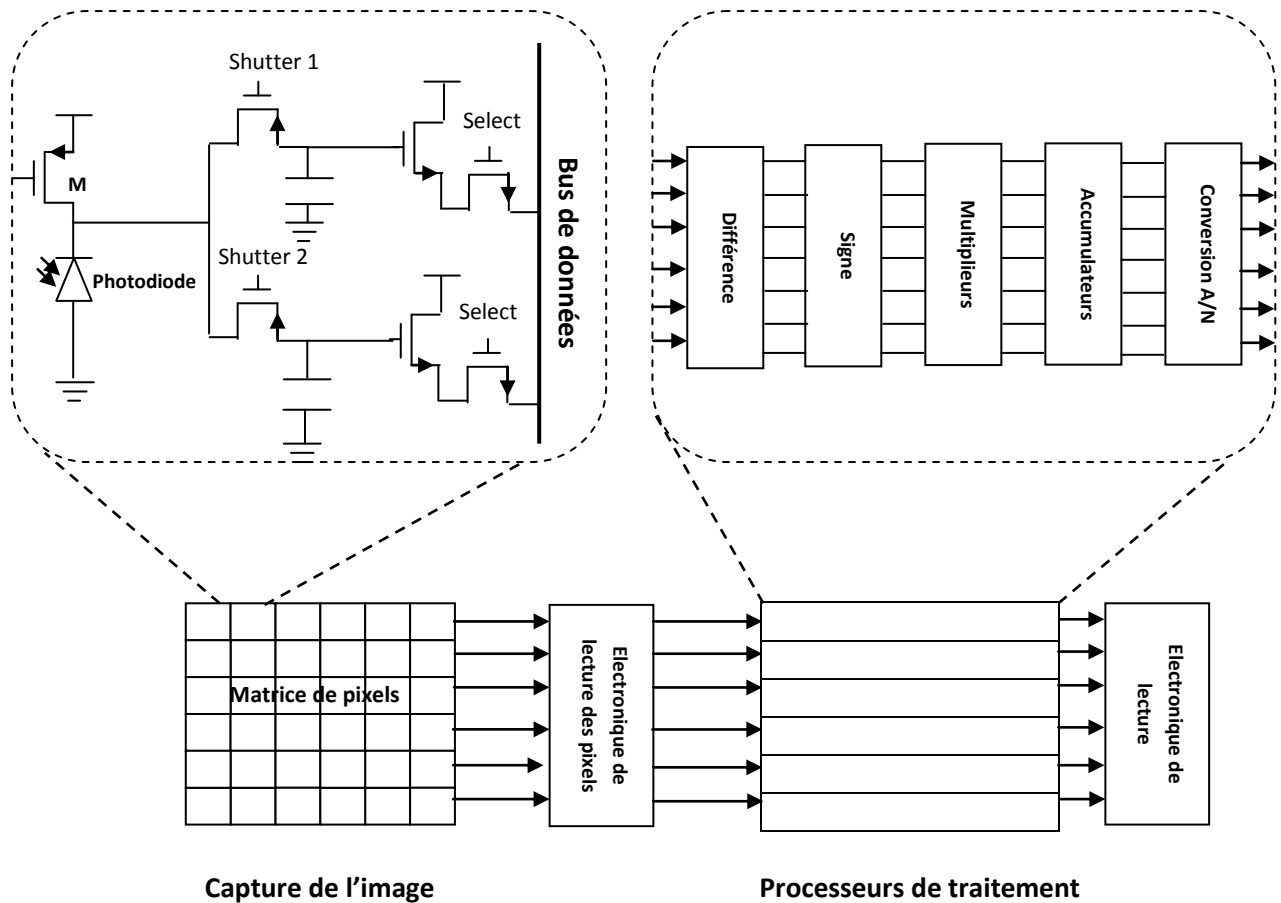 Shutter 1
Select
M
Photodiode
Shutter 2
Select
Bus de données
Différence
Signe
Multiplieurs
Accumulateurs
Conversion A/N
Matrice de pixels
Electronique de
lecture des pixels
Electronique de
lecture
Capture de l’image
Processeurs de traitement